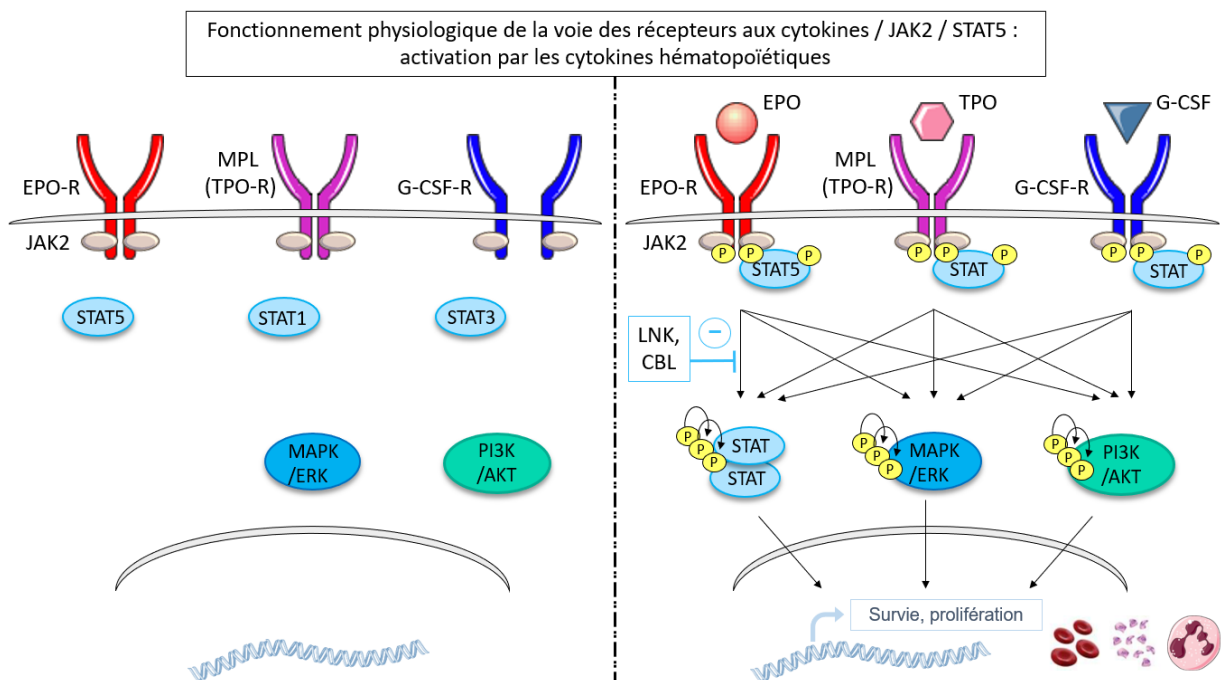 Fonctionnement physiologique de la voie des récepteurs aux cytokines / JAK2 / STAT5 :
activation par les cytokines hématopoïétiques
EPO-R
MPL
(TPO-R)
G-CSF-R
JAK2
STAT5
STAT1
STAT3
MAPK
/ERK
PI3K
/AKT
EPO
TPO
G-CSF
EPO-R
MPL
(TPO-R)
G-CSF-R
JAK2
P
P
P
STAT5
P
P
P
STAT
P
P
P
STAT
LNK,
CBL
−
P
P
P
STAT
STAT
P
P
P
MAPK
/ERK
P
P
P
PI3K
/AKT
Survie, prolifération